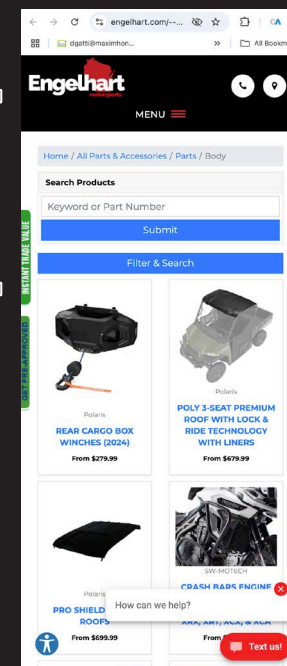 engelhart.com/--...
dgatti@maximhon...
»
All Bookm
Engelhart
motorsports
MENU
Home / All Parts & Accessories / Parts / Body
Search Products
Keyword or Part Number
Submit
Filter & Search
INSTANT TRADE VALUE
GET PRE-APPROVED
Polaris
REAR CARGO BOX
WINCHES (2024)
From $279.99
Polaris
POLY 3-SEAT PREMIUM
ROOF WITH LOCK &
RIDE TECHNOLOGY
WITH LINERS
From $679.99
Polaris
PRO SHIELD
ROOFS
From $699.99
SW-MOTECH
CRASH BARS ENGINE
XRX, XRT, XCX, & XCA
From
How can we help?
Text us!